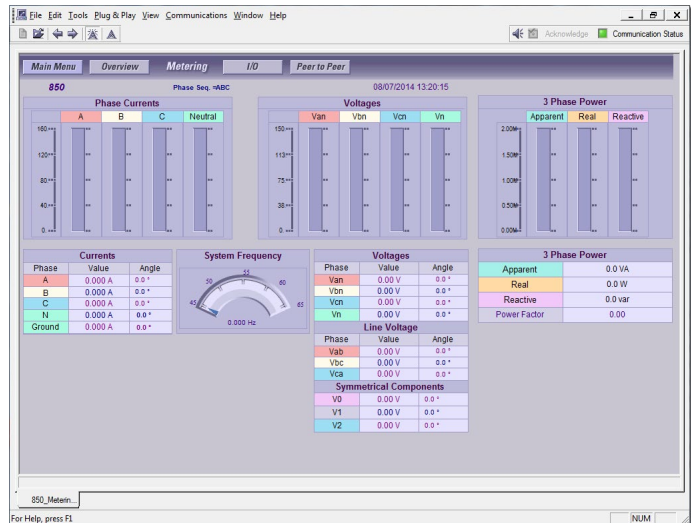 File Edit Tools Plug & Play View Communications Window Help
Acknowledge Communication Status
Main Menu Overview Metering I/O Peer to Peer
850 Phase Seq. =ABC 08/07/2014 13:20:15
Phase Currents
A B C Neutral
160
120
80
40
0.
Voltages
Van Vbn Vcn Vn
150
113
75
38
0.
3 Phase Power
Apparent Real Reactive
2.00M
1.50M
1.00M
0.50M
0.00M
Currents
Phase Value Angle
A 0.000 A 0.0 °
B 0.000 A 0.0 °
C 0.000 A 0.0 °
N 0.000 A 0.0 °
Ground 0.000 A 0.0 °
System Frequency
45 50 55 60 65
0.000 Hz
Voltages
Phase Value Angle
Van 0.00 V 0.0 °
Vbn 0.00 V 0.0 °
Vcn 0.00 V 0.0 °
Vn 0.00 V 0.0 °
Line Voltage
Phase Value Angle
Vab 0.00 V 0.0 °
Vbc 0.00 V 0.0 °
Vca 0.00 V 0.0 °
Symmetrical Components
V0 0.00 V 0.0 °
V1 0.00 V 0.0 °
V2 0.00 V 0.0 °
3 Phase Power
Apparent 0.0 VA
Real 0.0 W
Reactive 0.0 var
Power Factor 0.00
850_Meterin...
For Help, press F1 NUM